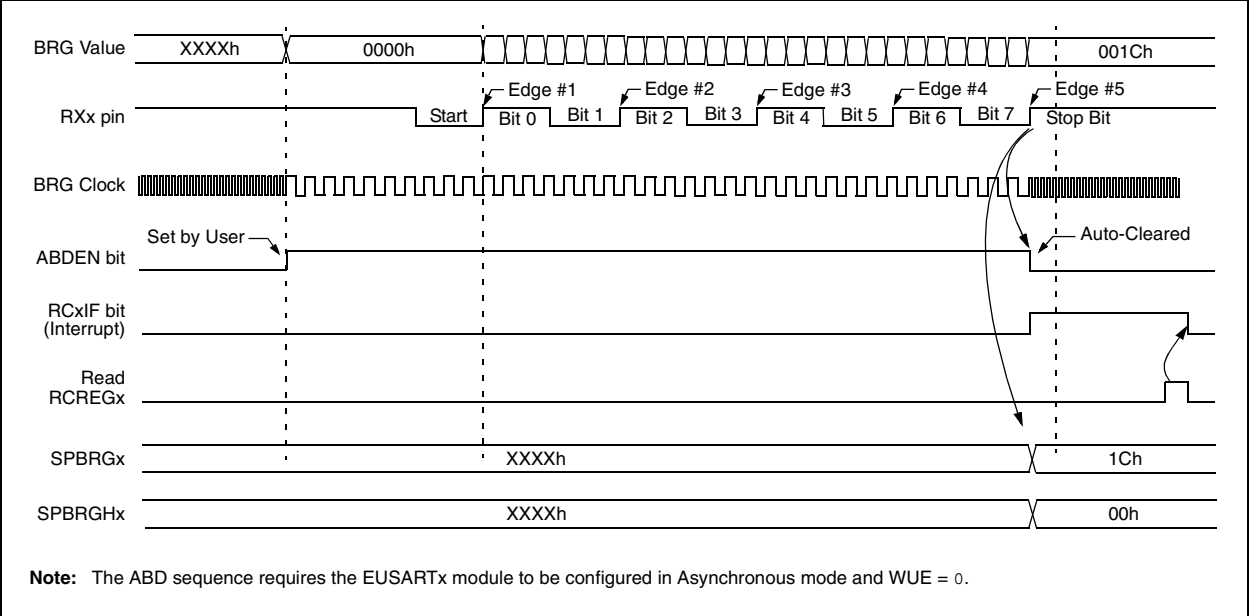 BRG Value XXXXh 0000h 001Ch
Edge #1 Edge #2 Edge #3 Edge #4 Edge #5
RXx pin Start Bit 0 Bit 1 Bit 2 Bit 3 Bit 4 Bit 5 Bit 6 Bit 7 Stop Bit
BRG Clock
Set by User Auto-Cleared
ABDEN bit
RCxIF bit
(Interrupt)
Read
RCREGx
SPBRGx XXXXh 1Ch
SPBRGHx XXXXh 00h
Note: The ABD sequence requires the EUSARTx module to be configured in Asynchronous mode and WUE = 0.